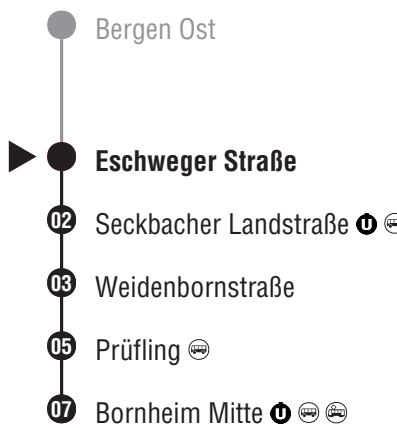 Bergen Ost
Eschweger Straße
02 Seckbacher Landstraße U
03 Weidenbornstraße
05 Prüfling
07 Bornheim Mitte U